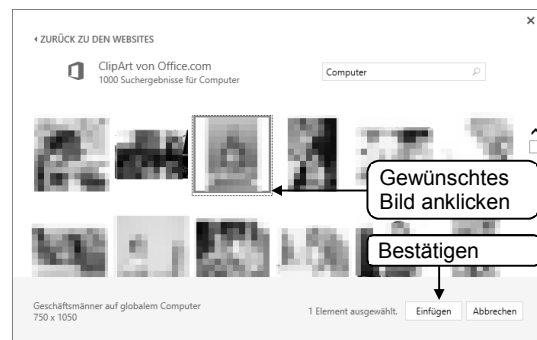 ZURÜCK ZU DEN WEBSITES
ClipArt von Office.com
1000 Suchergebnisse für Computer
Computer
Gewünschtes
Bild anklicken
Bestätigen
Geschäftsmänner auf globalem Computer
750 x 1050
1 Element ausgewählt.
Einfügen
Abbrechen